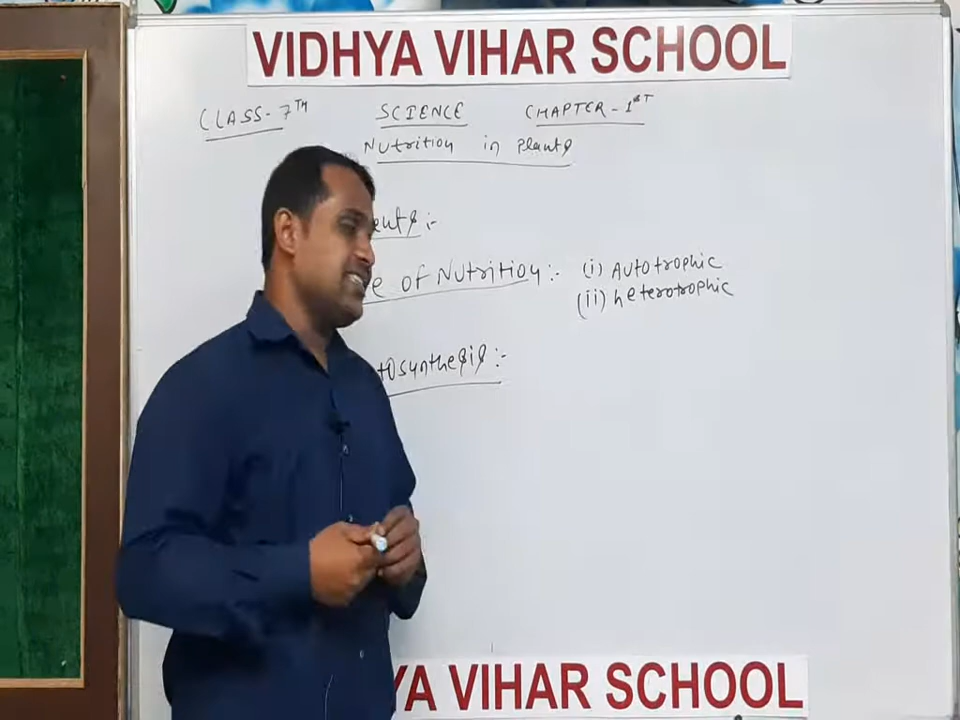 VIDHYA VIHAR SCHOOL
CLASS-7TH SCIENCE CHAPTER-1ST
Nutrition in Plants
of Nutrition:- (i) Autotrophic
(ii) heterotrophic
YA VIHAR SCHOOL